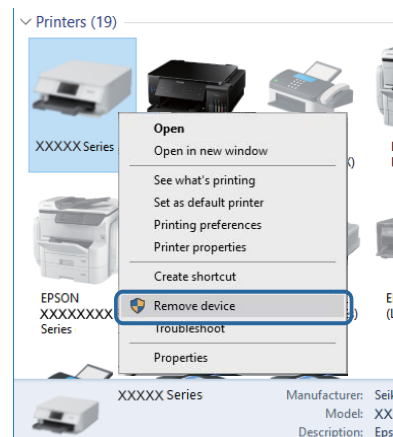 Printers (19)
XXXXX Series
Open
Open in new window
See what's printing
Set as default printer
Printing preferences
Printer properties
Create shortcut
Remove device
Troubleshoot
Properties
EPSON
XXXXXXXX
Series
XXXXX Series
Manufacturer:
Model:
Description: